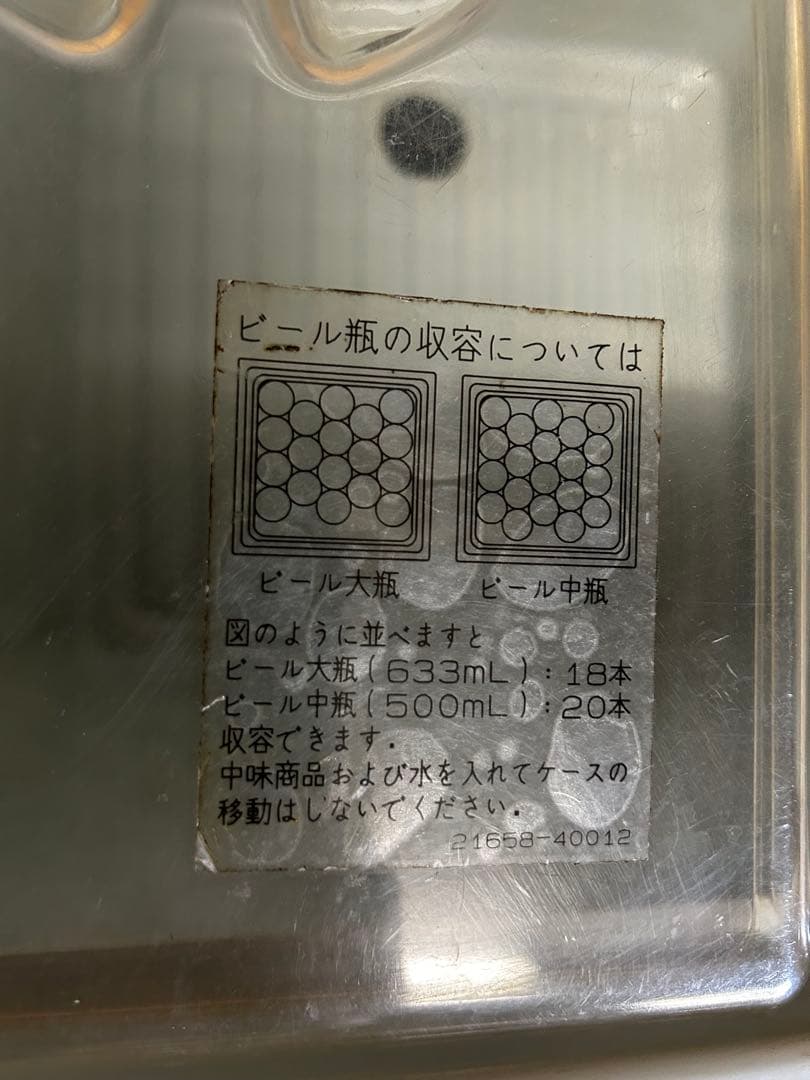 ビール瓶の収容については
ビール大瓶
ビール中瓶
図のように並べますと
ビール大瓶(633mL):18本
ビール中瓶(500mL):20本
収容できます.
中味商品および水を入れてケースの
移動はしないでください.
21658-40012